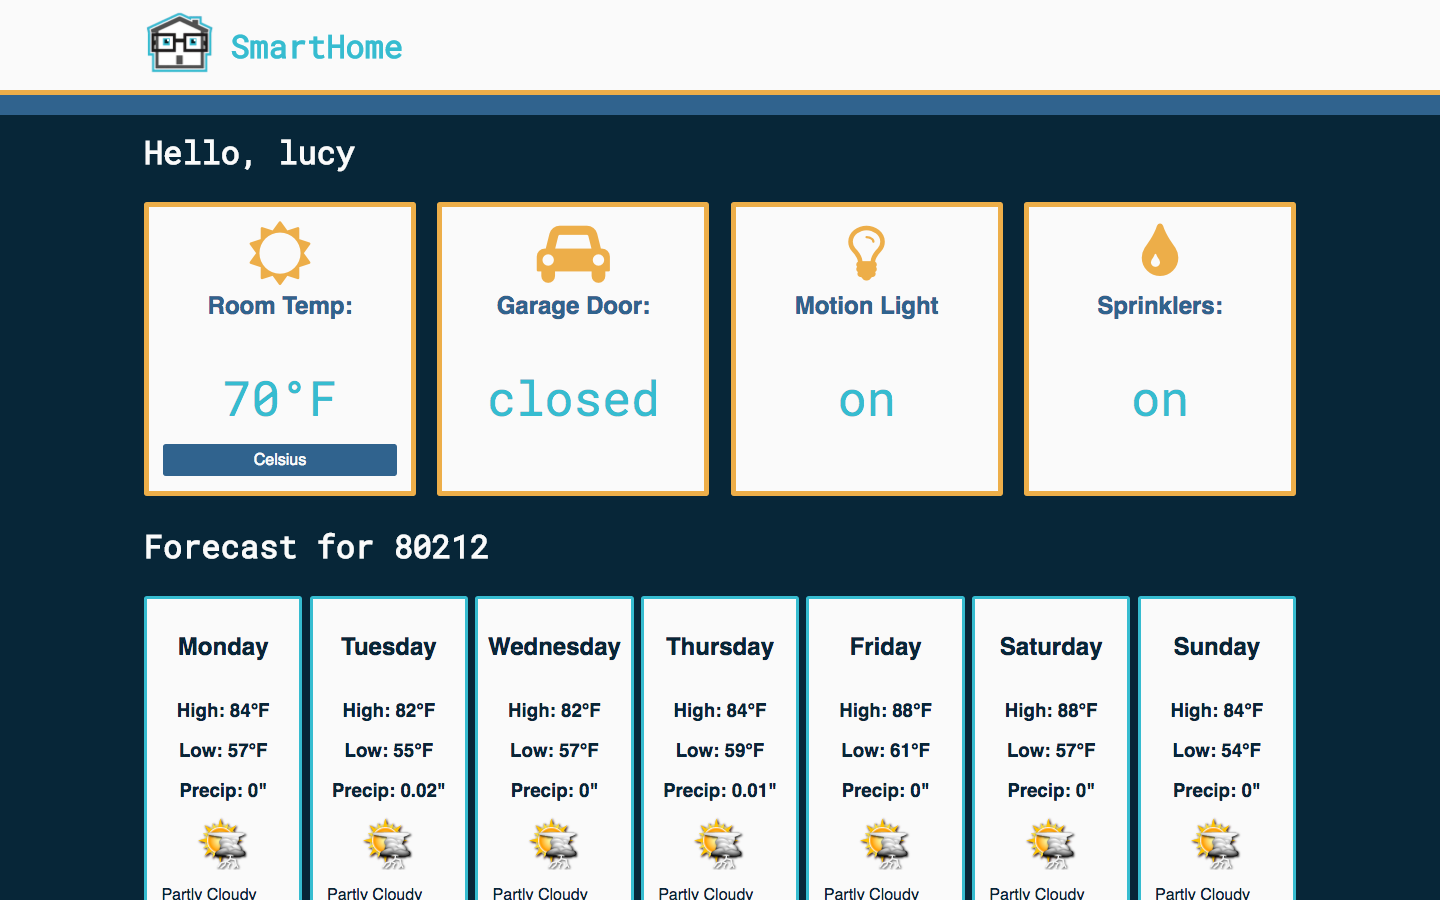 SmartHome
Hello, lucy
Room Temp:
70°F
Celsius
Garage Door:
closed
Motion Light
on
Sprinklers:
on
Forecast for 80212
Monday
High: 84°F
Low: 57°F
Precip: 0"
Partly Cloudy
Tuesday
High: 82°F
Low: 55°F
Precip: 0.02"
Partly Cloudy
Wednesday
High: 82°F
Low: 57°F
Precip: 0"
Partly Cloudy
Thursday
High: 84°F
Low: 59°F
Precip: 0.01"
Partly Cloudy
Friday
High: 88°F
Low: 61°F
Precip: 0"
Partly Cloudy
Saturday
High: 88°F
Low: 57°F
Precip: 0"
Partly Cloudy
Sunday
High: 84°F
Low: 54°F
Precip: 0"
Partly Cloudy